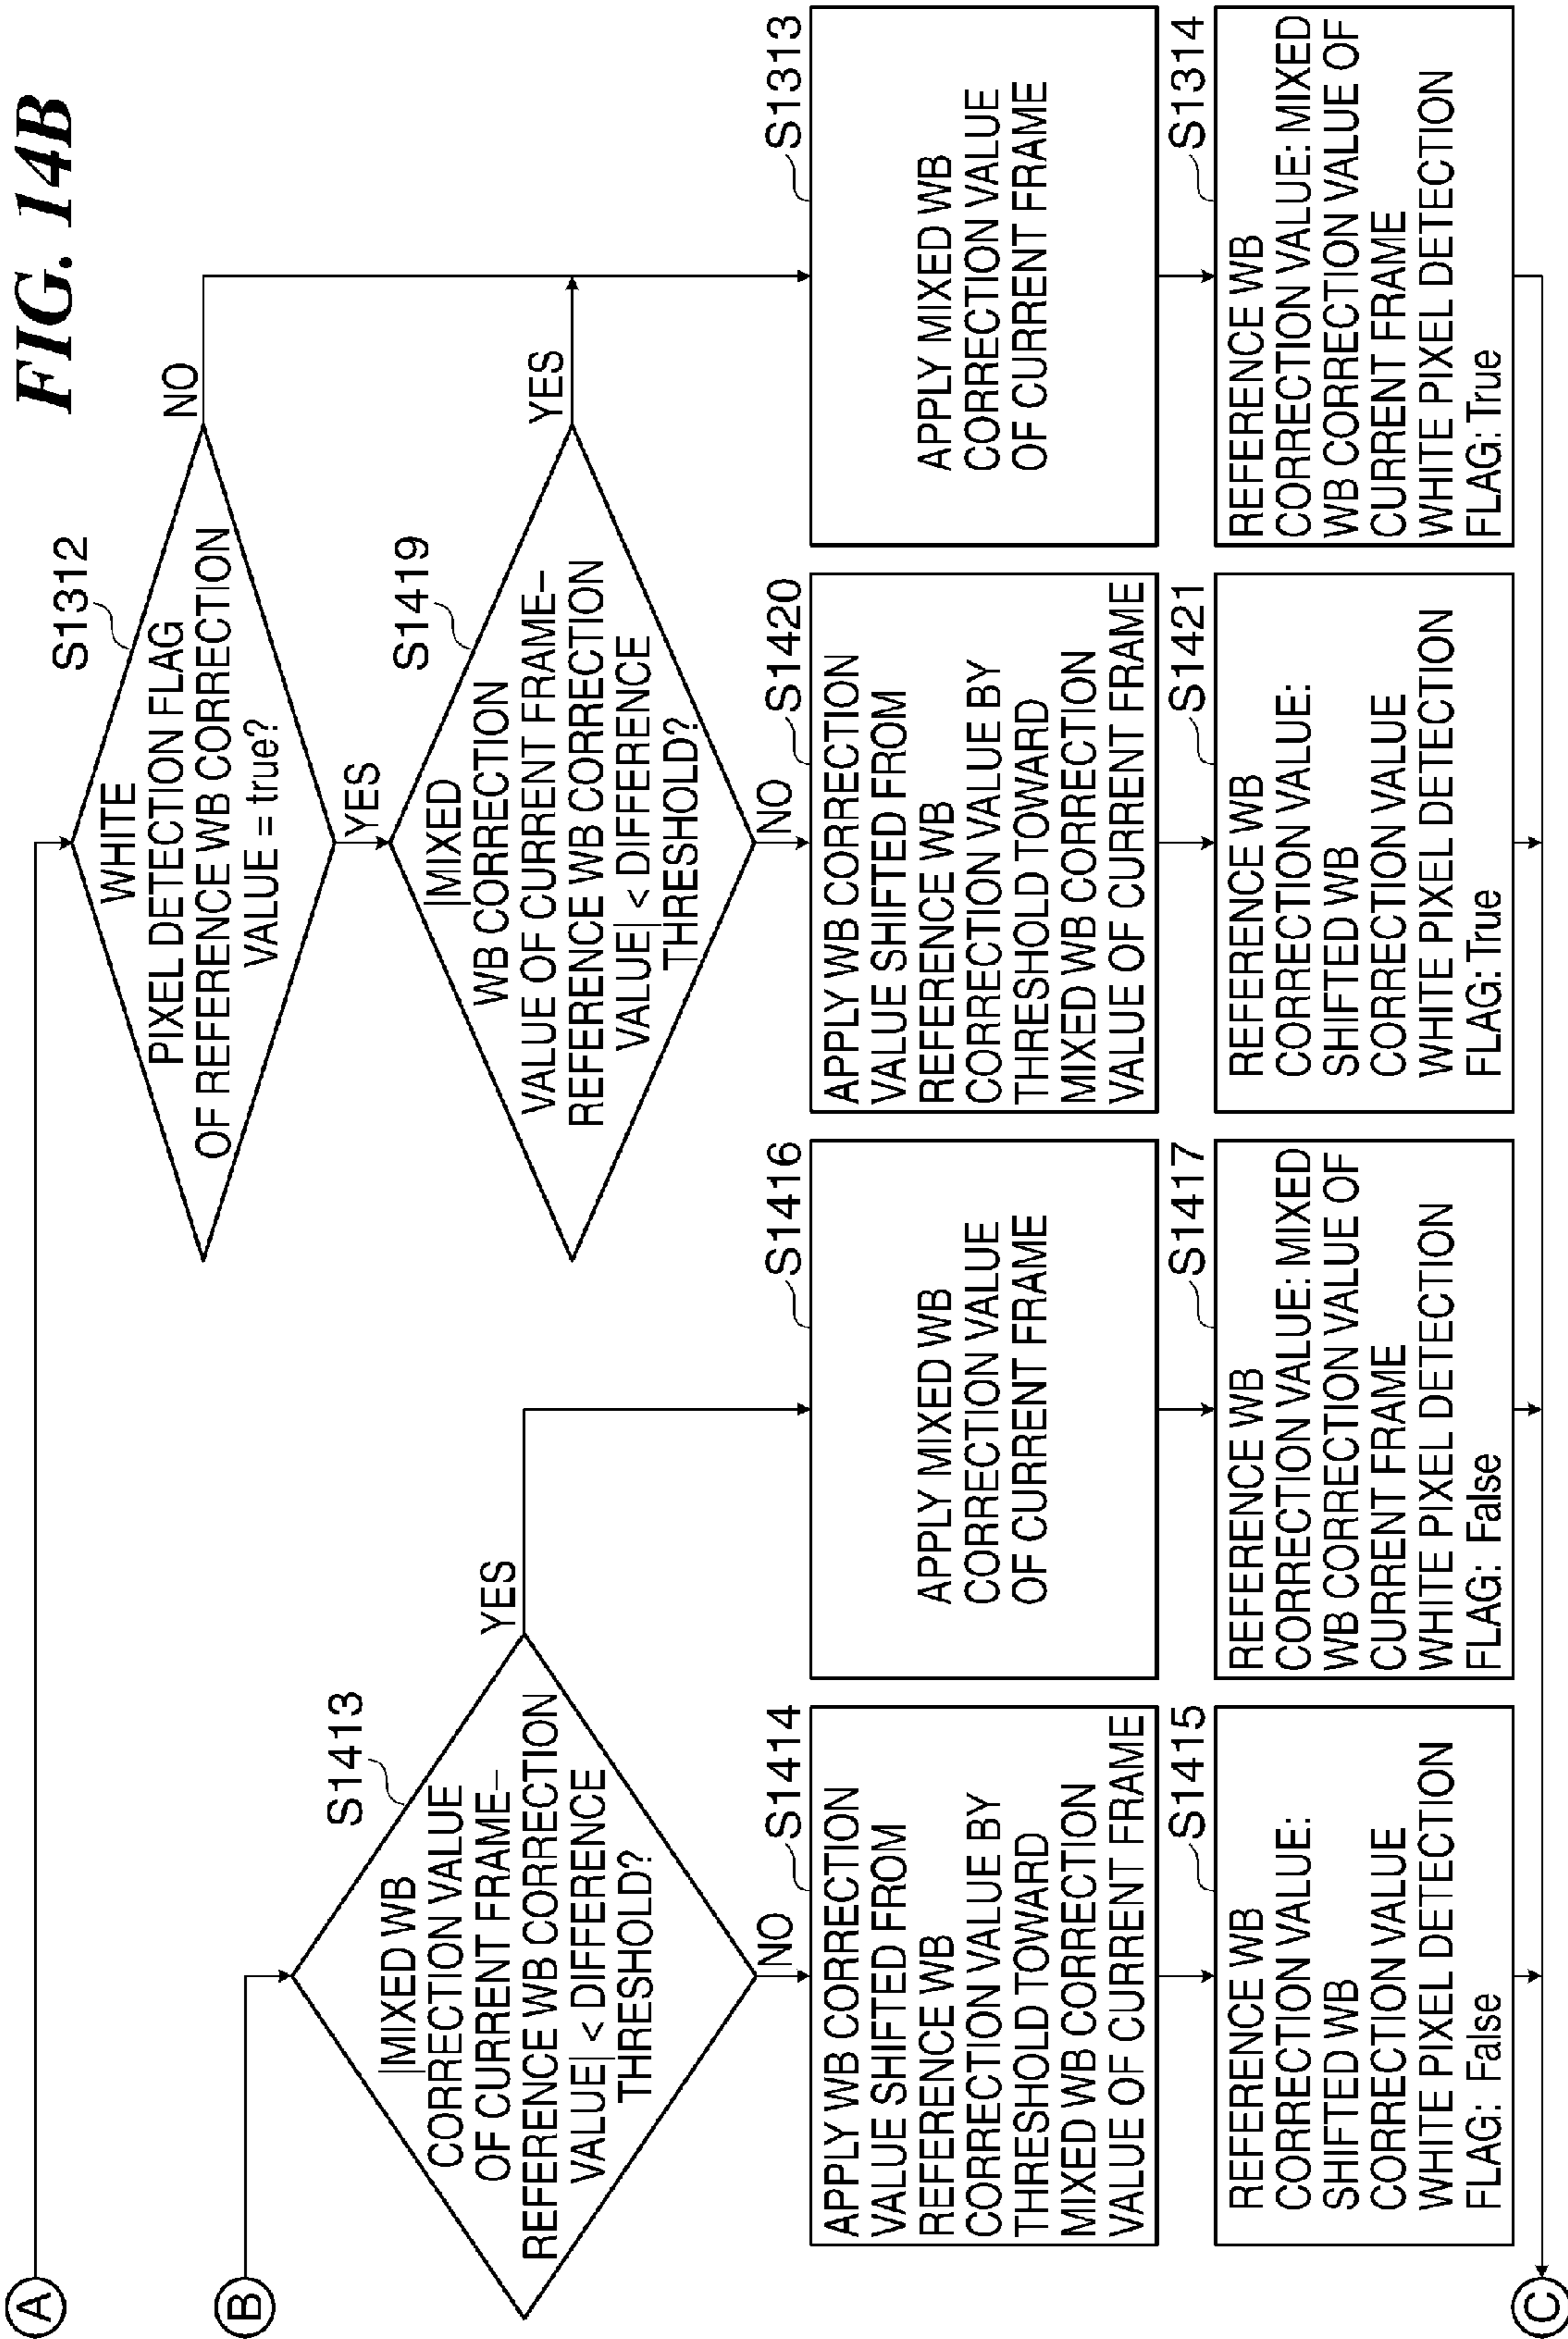 FIG. 14B
A
B
S1312
WHITE
PIXEL DETECTION FLAG
OF REFERENCE WB CORRECTION
VALUE = true?
NO
YES
S1413
|MIXED WB
CORRECTION VALUE
OF CURRENT FRAME–
REFERENCE WB CORRECTION
VALUE| < DIFFERENCE
THRESHOLD?
YES
NO
S1419
|MIXED
WB CORRECTION
VALUE OF CURRENT FRAME–
REFERENCE WB CORRECTION
VALUE| < DIFFERENCE
THRESHOLD?
YES
NO
S1414
APPLY WB CORRECTION
VALUE SHIFTED FROM
REFERENCE WB
CORRECTION VALUE BY
THRESHOLD TOWARD
MIXED WB CORRECTION
VALUE OF CURRENT FRAME
S1416
APPLY MIXED WB
CORRECTION VALUE
OF CURRENT FRAME
S1420
APPLY WB CORRECTION
VALUE SHIFTED FROM
REFERENCE WB
CORRECTION VALUE BY
THRESHOLD TOWARD
MIXED WB CORRECTION
VALUE OF CURRENT FRAME
S1313
APPLY MIXED WB
CORRECTION VALUE
OF CURRENT FRAME
S1415
REFERENCE WB
CORRECTION VALUE:
SHIFTED WB
CORRECTION VALUE
WHITE PIXEL DETECTION
FLAG: False
S1417
REFERENCE WB
CORRECTION VALUE: MIXED
WB CORRECTION VALUE OF
CURRENT FRAME
WHITE PIXEL DETECTION
FLAG: False
S1421
REFERENCE WB
CORRECTION VALUE:
SHIFTED WB
CORRECTION VALUE
WHITE PIXEL DETECTION
FLAG: True
S1314
REFERENCE WB
CORRECTION VALUE: MIXED
WB CORRECTION VALUE OF
CURRENT FRAME
WHITE PIXEL DETECTION
FLAG: True
C